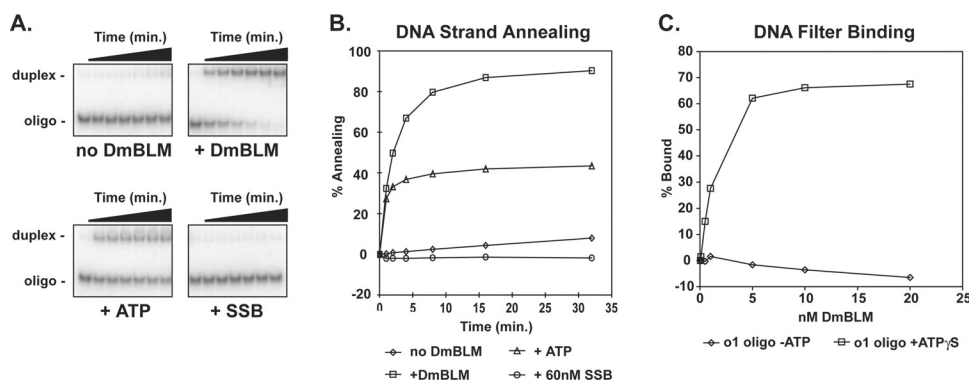 A.
Time (min.)
Time (min.)
duplex -
oligo -
no DmBLM
+ DmBLM
Time (min.)
Time (min.)
duplex -
oligo -
+ ATP
+ SSB
B.
DNA Strand Annealing
% Annealing
100
80
60
40
20
0
-20
0 5 10 15 20 25 30 35
Time (min.)
no DmBLM
+ ATP
+DmBLM
+ 60nM SSB
C.
DNA Filter Binding
% Bound
80
70
60
50
40
30
20
10
0
-10
0 5 10 15 20 25
nM DmBLM
o1 oligo -ATP
o1 oligo +ATPγS